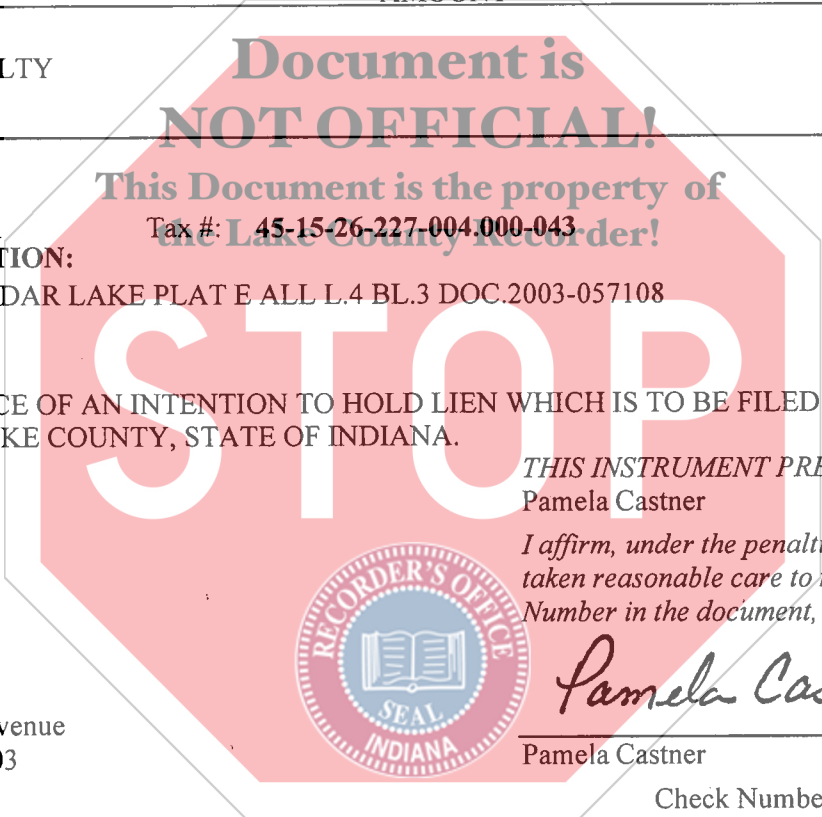 AMOUNT
LTY
Document is
NOT OFFICIAL!
This Document is the property of
the Lake County Recorder!
Tax #: 45-15-26-227-004.000-043
TION:
DAR LAKE PLAT E ALL L.4 BL.3 DOC.2003-057108
STOP
CE OF AN INTENTION TO HOLD LIEN WHICH IS TO BE FILED
KE COUNTY, STATE OF INDIANA.
THIS INSTRUMENT PRE
Pamela Castner
I affirm, under the penalti
taken reasonable care to
Number in the document,
RECORDER'S OFFICE
SEAL
INDIANA
Pamela Cas
venue
03
Pamela Castner
Check Numbe